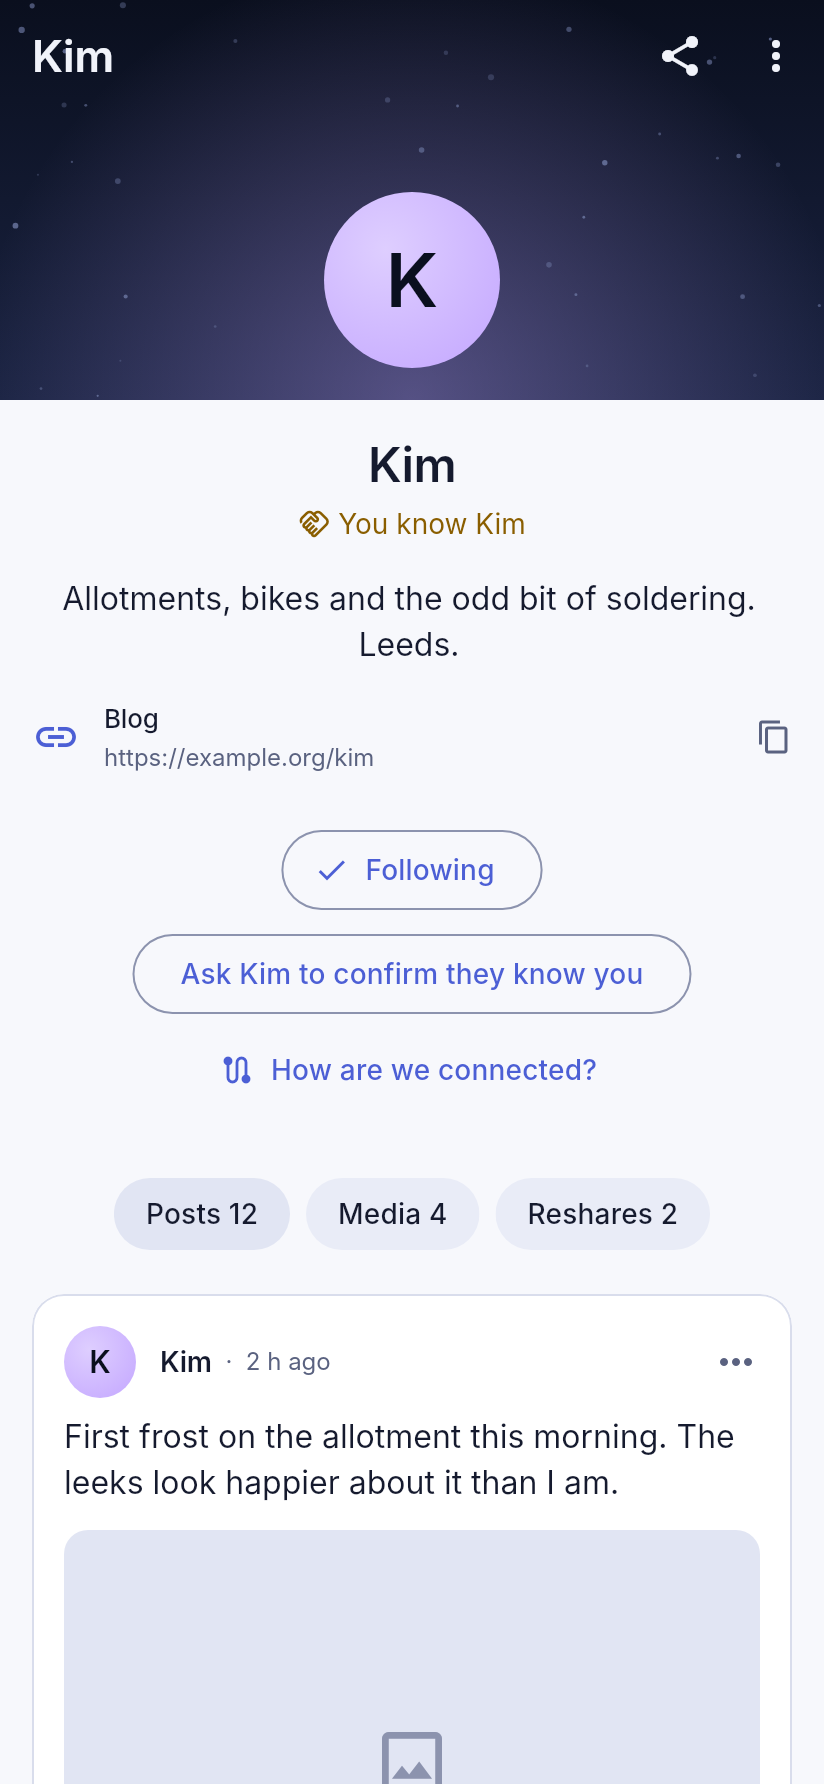 Kim
K
Kim
You know Kim
Allotments, bikes and the odd bit of soldering.
Leeds.
Blog
https://example.org/kim
Following
Ask Kim to confirm they know you
How are we connected?
Posts 12 Media 4 Reshares 2
K Kim · 2 h ago
First frost on the allotment this morning. The
leeks look happier about it than I am.